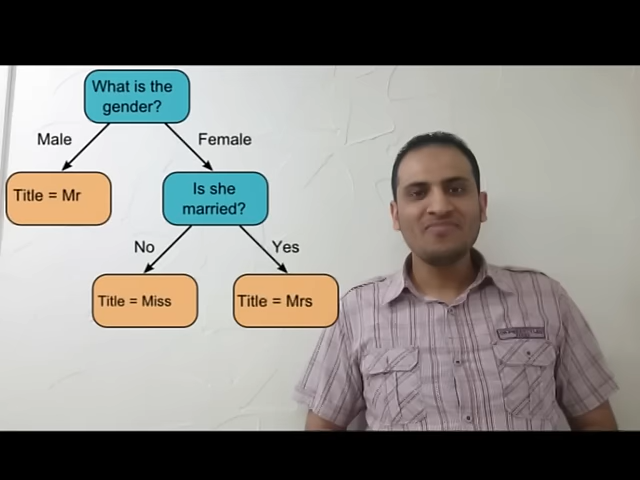 What is the
gender?
Male
Female
Title = Mr
Is she
married?
No
Yes
Title = Miss
Title = Mrs